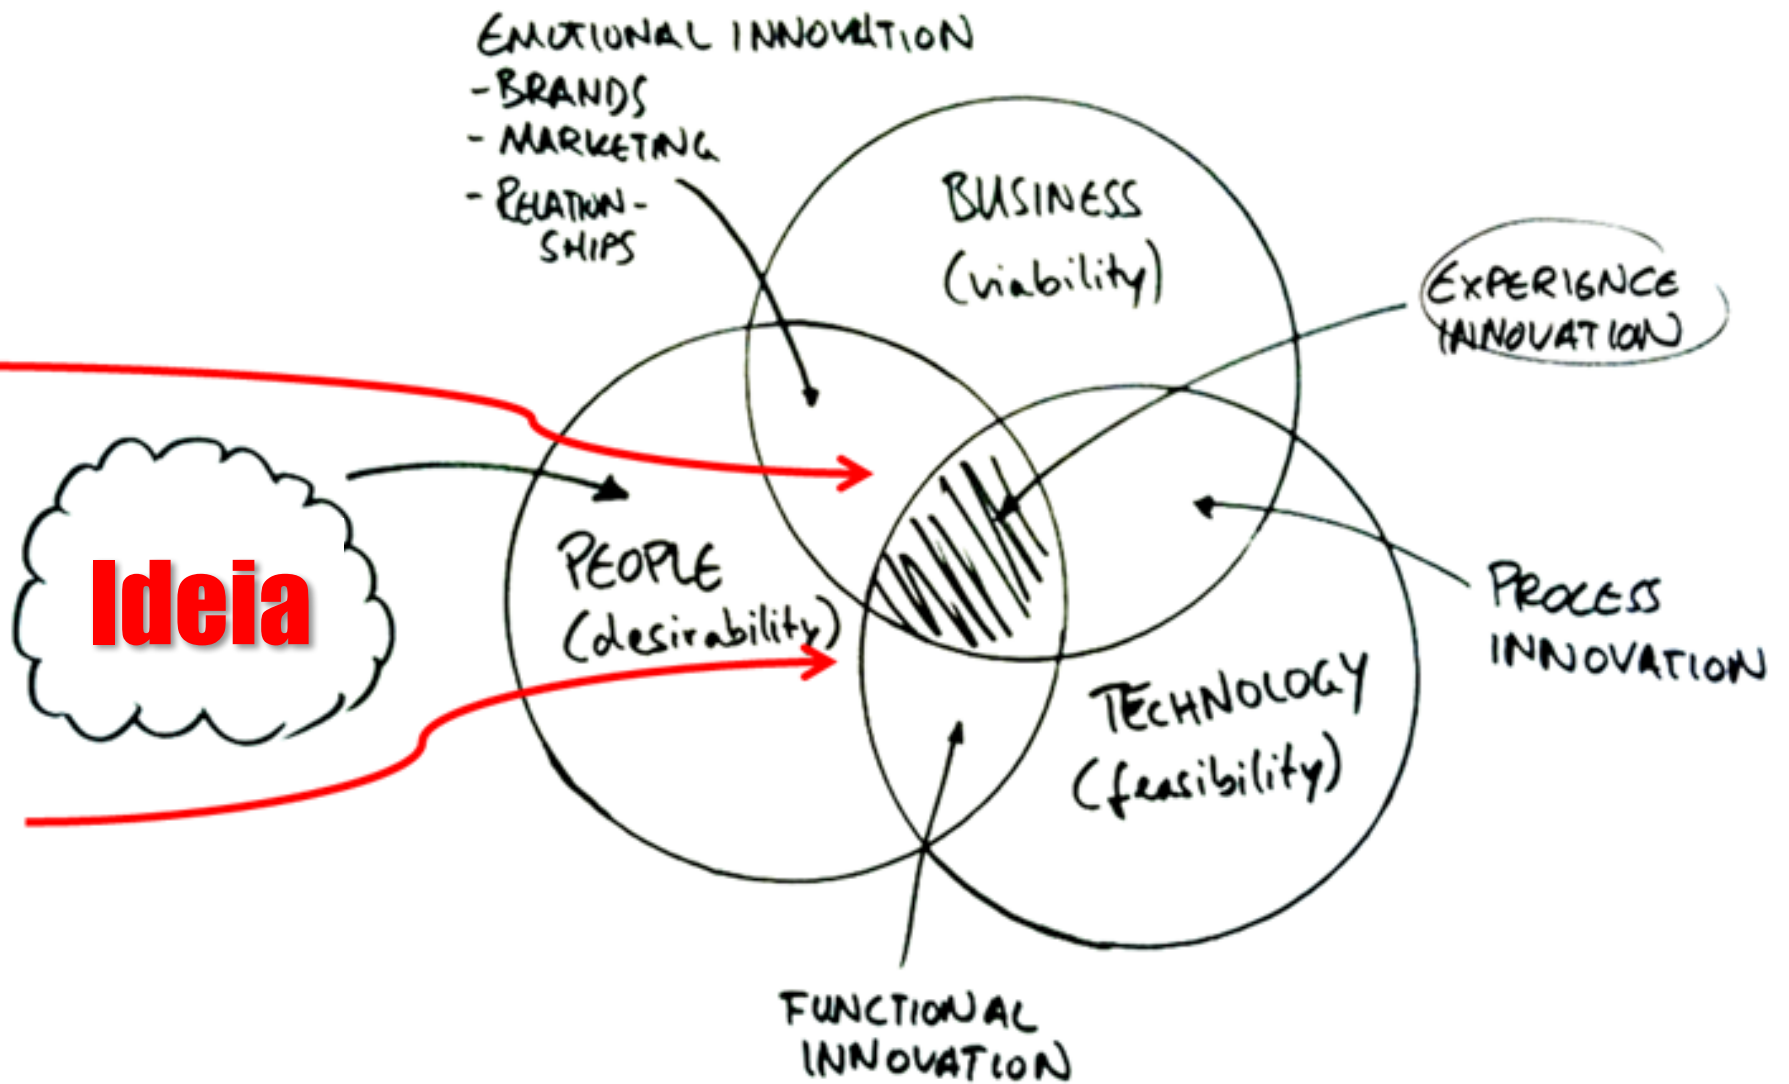 EMOTIONAL INNOVATION
- BRANDS
- MARKETING
- RELATION-
SHIPS
BUSINESS
(viability)
EXPERIENCE
INNOVATION
Ideia
PEOPLE
(desirability)
PROCESS
INNOVATION
TECHNOLOGY
(feasibility)
FUNCTIONAL
INNOVATION